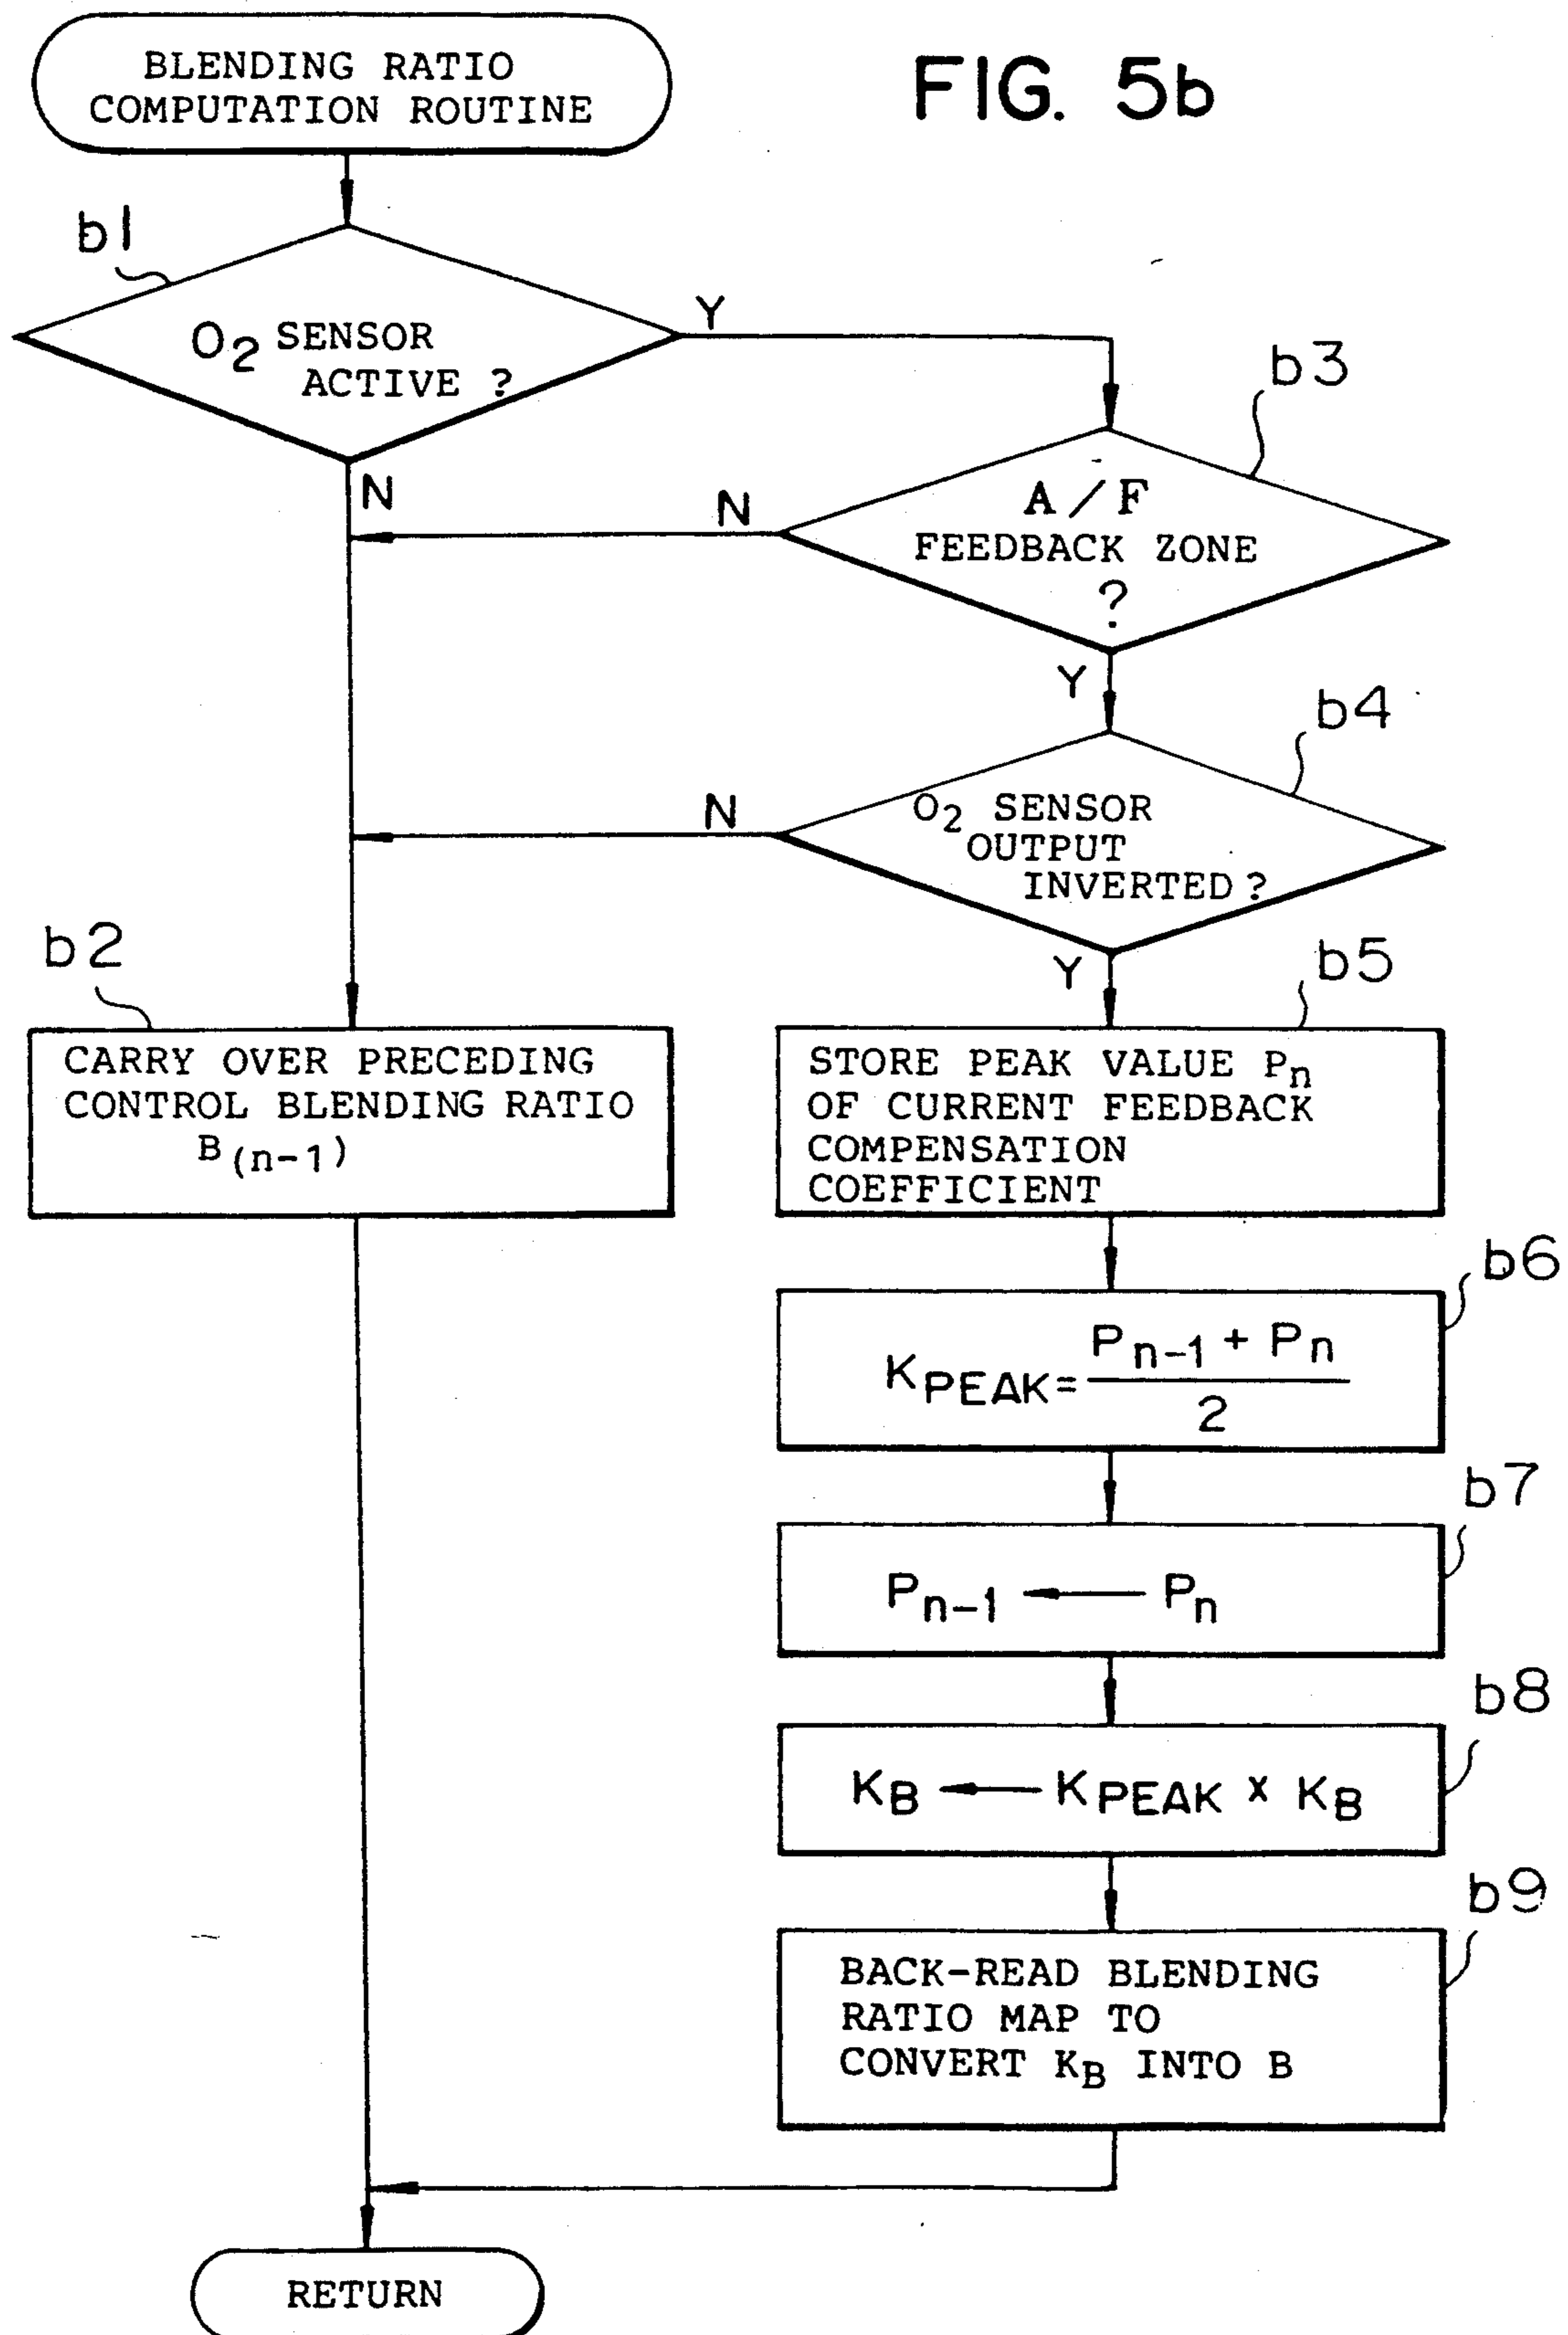 BLENDING RATIO
COMPUTATION ROUTINE
FIG. 5b
b1
O2 SENSOR
ACTIVE ?
Y
N
b3
A/F
FEEDBACK ZONE
?
N
Y
b4
O2 SENSOR
OUTPUT
INVERTED ?
N
Y
b2
CARRY OVER PRECEDING
CONTROL BLENDING RATIO
B(n-1)
b5
STORE PEAK VALUE Pn
OF CURRENT FEEDBACK
COMPENSATION
COEFFICIENT
b6
KPEAK = (Pn-1 + Pn) / 2
b7
Pn-1 ← Pn
b8
KB ← KPEAK x KB
b9
BACK-READ BLENDING
RATIO MAP TO
CONVERT KB INTO B
RETURN